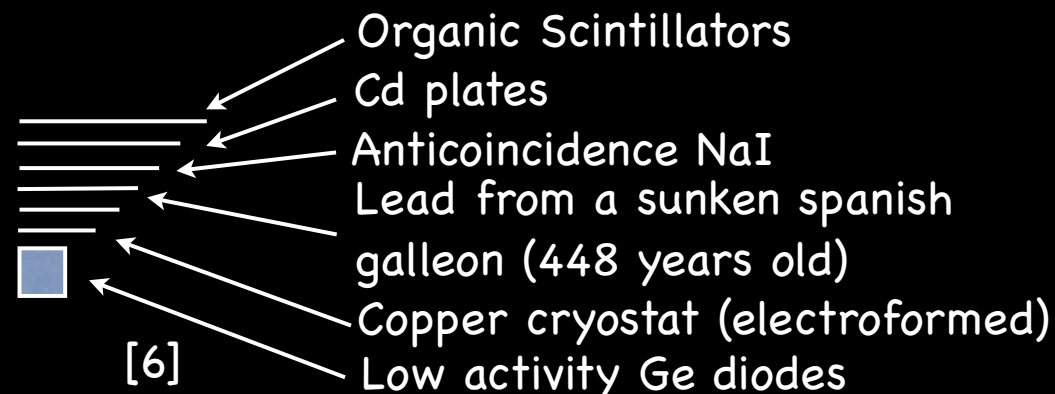 Organic Scintillators
Cd plates
Anticoincidence NaI
Lead from a sunken spanish
galleon (448 years old)
Copper cryostat (electroformed)
Low activity Ge diodes
[6]